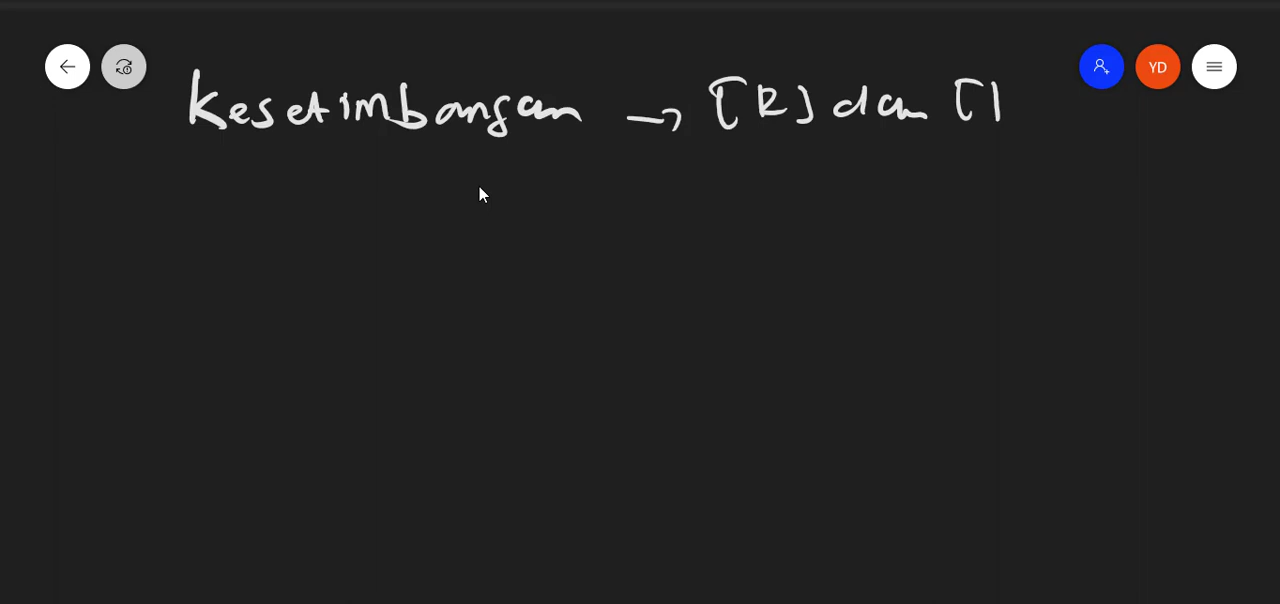 Kesetimbangan → [R] dan [|
YD